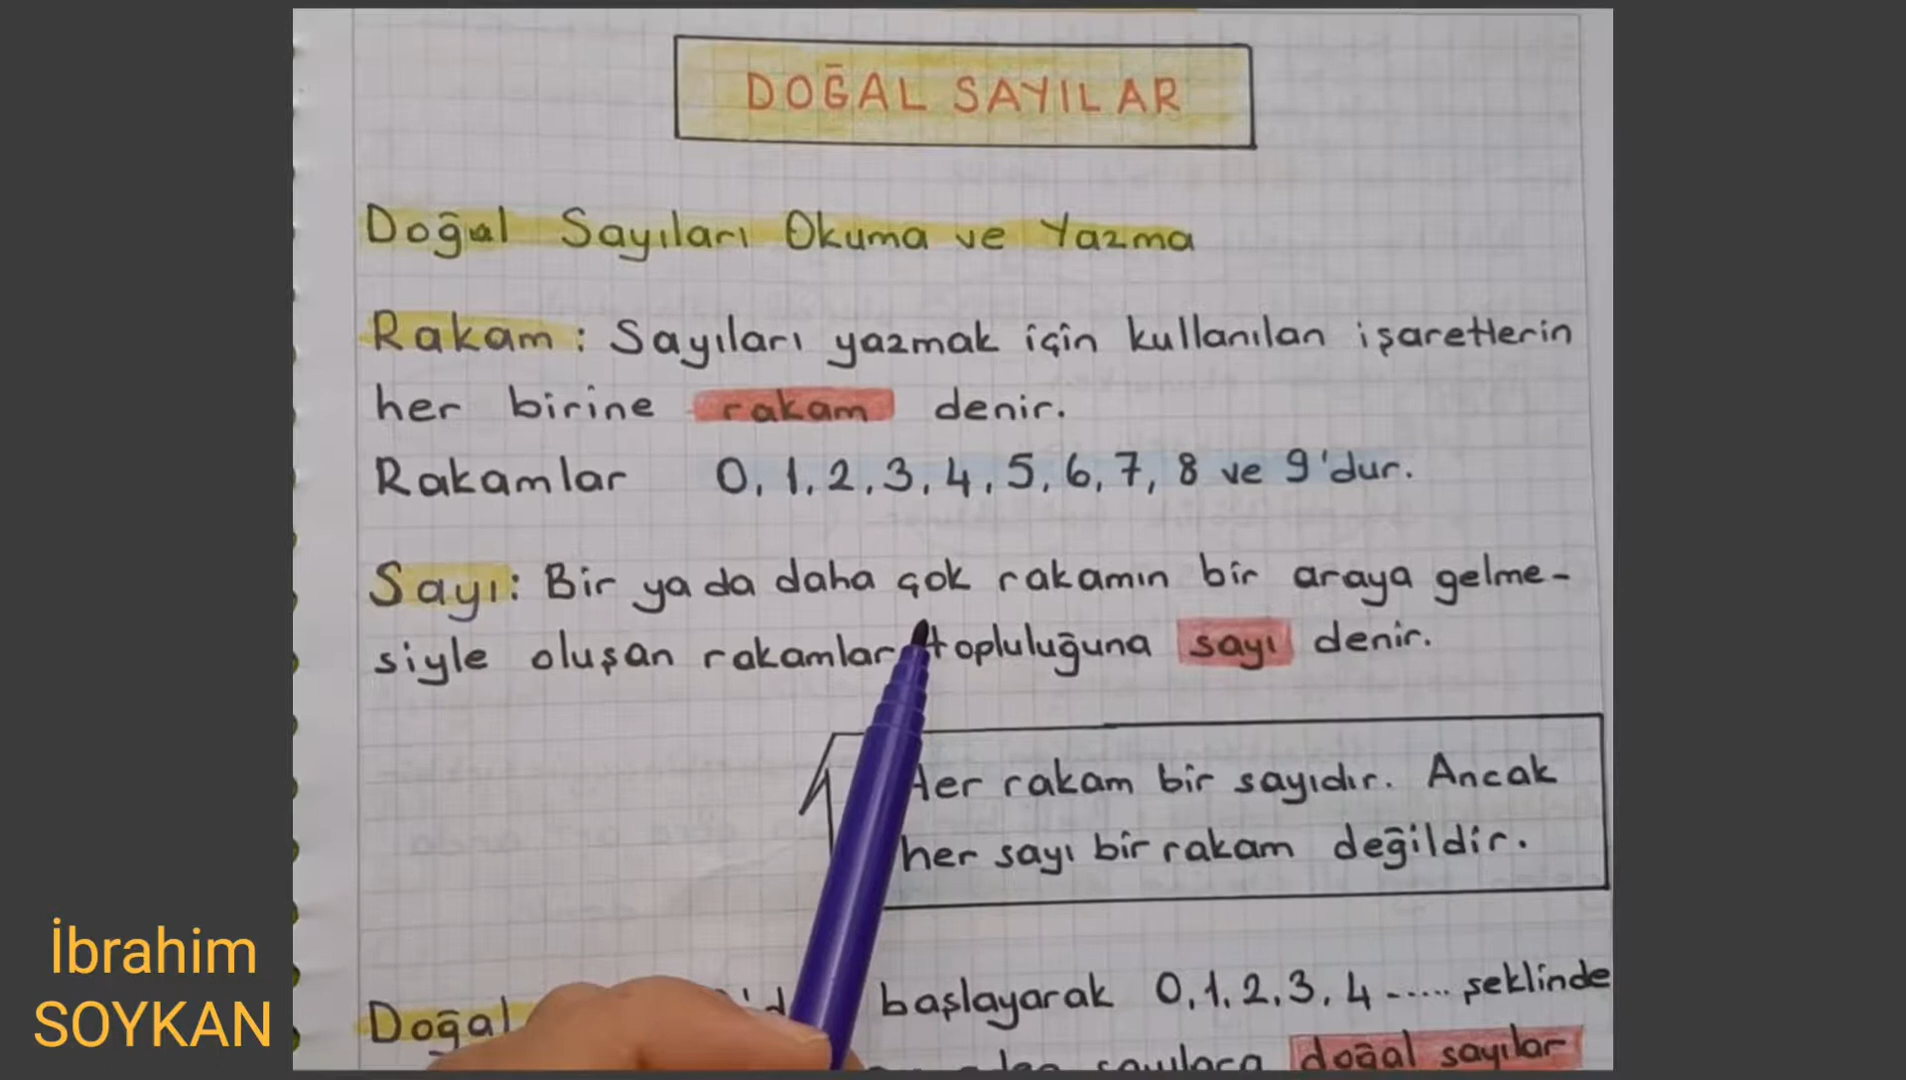 DOĞAL SAYILAR
Doğal Sayıları Okuma ve Yazma
Rakam : Sayıları yazmak için kullanılan işaretlerin
her birine rakam denir.
Rakamlar 0, 1, 2, 3, 4, 5, 6, 7, 8 ve 9'dur.
Sayı : Bir ya da daha çok rakamın bir araya gelme-
siyle oluşan rakamlar topluluğuna sayı denir.
Her rakam bir sayıdır. Ancak
her sayı bir rakam değildir.
Doğal başlayarak 0, 1, 2, 3, 4 ..... şeklinde
sayılara doğal sayılar
İbrahim
SOYKAN